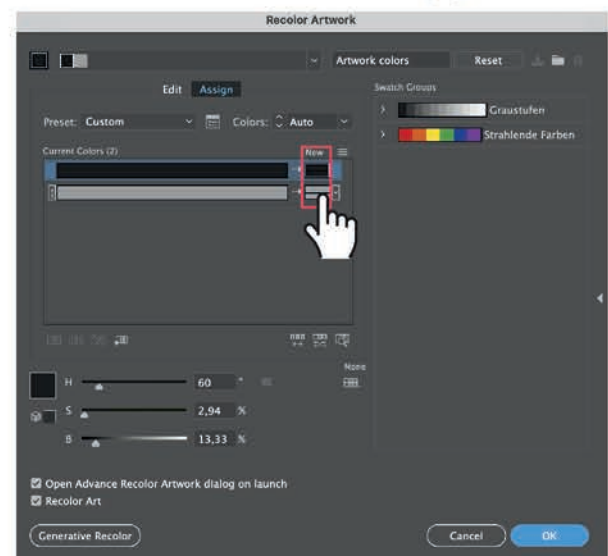 Recolor Artwork
Artwork colors Reset
Edit Assign
Swatch Groups
Graustufen
Preset: Custom Colors: Auto
Strahlende Farben
Current Colors (2) New
None
H 60 °
S 2,94 %
B 13,33 %
Open Advance Recolor Artwork dialog on launch
Recolor Art
Generative Recolor Cancel OK